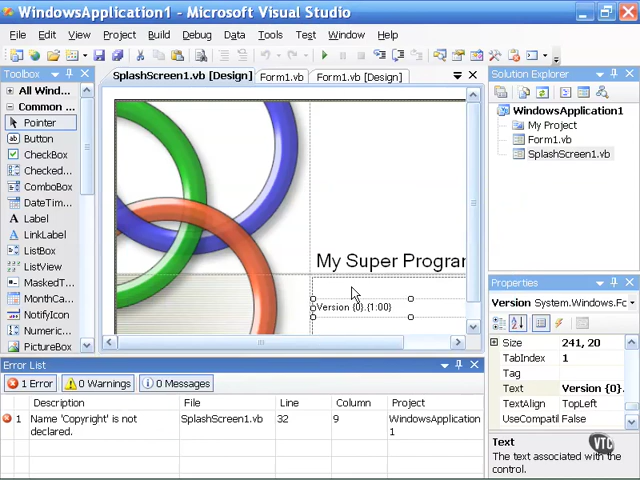 WindowsApplication1 - Microsoft Visual Studio
File Edit View Project Build Debug Data Tools Test Window Help
Toolbox
All Wind...
Common ...
Pointer
Button
CheckBox
Checked...
ComboBox
DateTim...
Label
LinkLabel
ListBox
ListView
MaskedT...
MonthCa...
NotifyIcon
Numeric...
PictureBox
SplashScreen1.vb [Design] Form1.vb Form1.vb [Design]
My Super Program
Version {0}.{1:00}
Solution Explorer
WindowsApplication1
My Project
Form1.vb
SplashScreen1.vb
Properties
Version System.Windows.Fo
Size 241, 20
TabIndex 1
Tag
Text Version {0}.
TextAlign TopLeft
UseCompatil False
Text
The text associated with the
control.
VTC
Error List
1 Error 0 Warnings 0 Messages
Description File Line Column Project
1 Name 'Copyright' is not
declared. SplashScreen1.vb 32 9 WindowsApplication
1